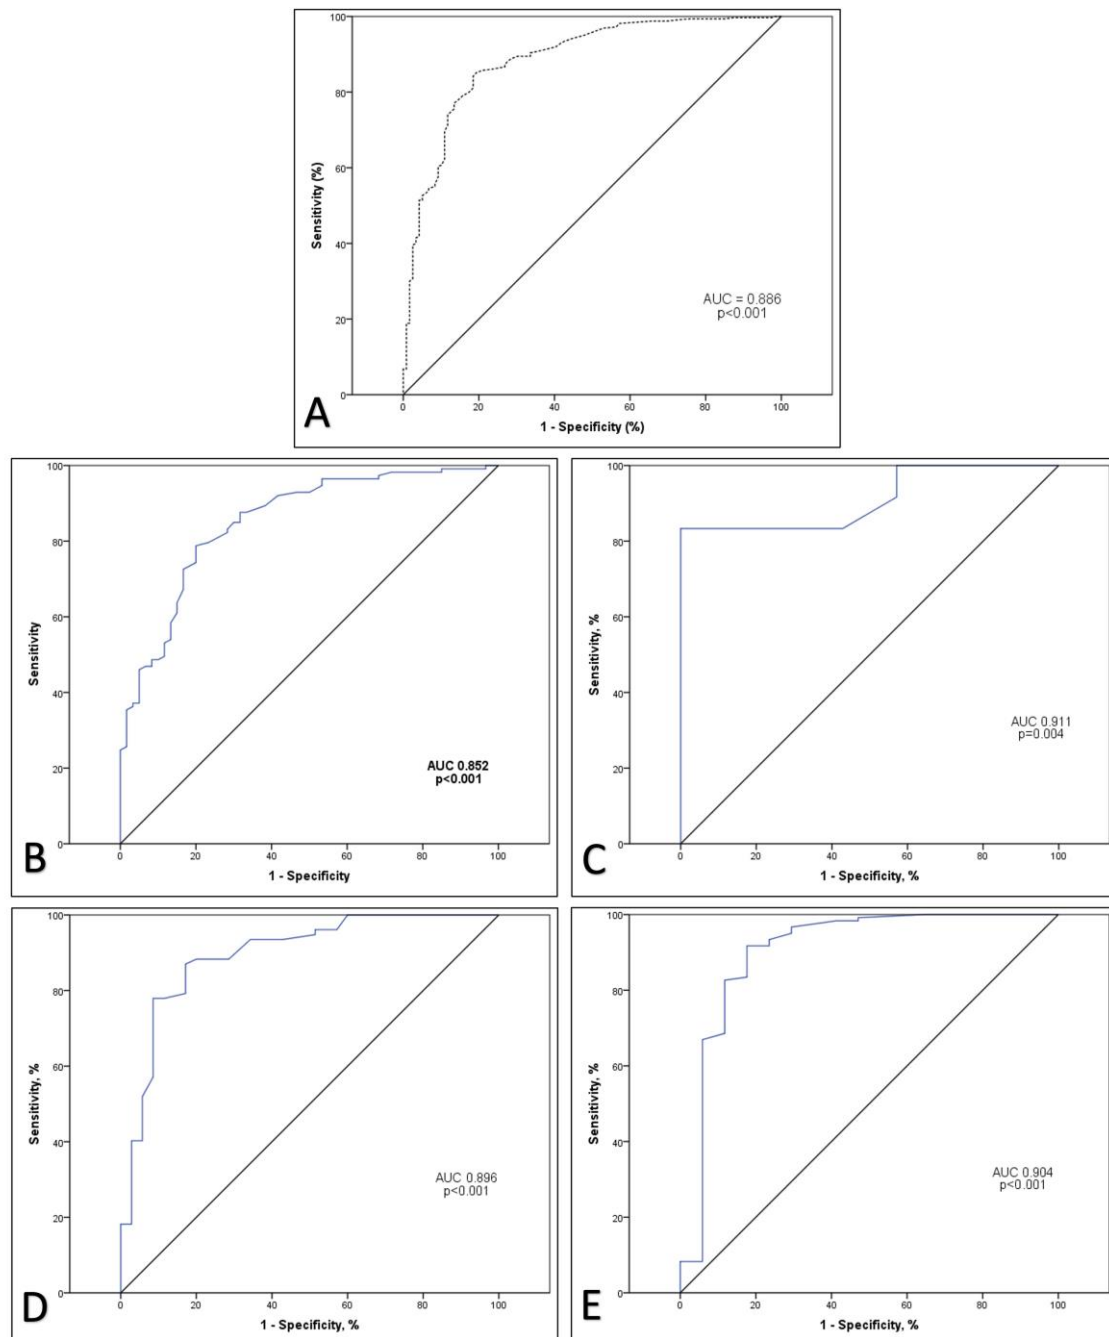 100
80
60
40
20
0
Sensitivity (%)
AUC = 0.886
p<0.001
0 20 40 60 80 100
1 - Specificity (%)
A
100
80
60
40
20
0
Sensitivity
AUC 0.852
p<0.001
0 20 40 60 80 100
1 - Specificity
B
100
80
60
40
20
0
Sensitivity, %
AUC 0.911
p=0.004
0 20 40 60 80 100
1 - Specificity, %
C
100
80
60
40
20
0
Sensitivity, %
AUC 0.896
p<0.001
0 20 40 60 80 100
1 - Specificity, %
D
100
80
60
40
20
0
Sensitivity, %
AUC 0.904
p<0.001
0 20 40 60 80 100
1 - Specificity, %
E